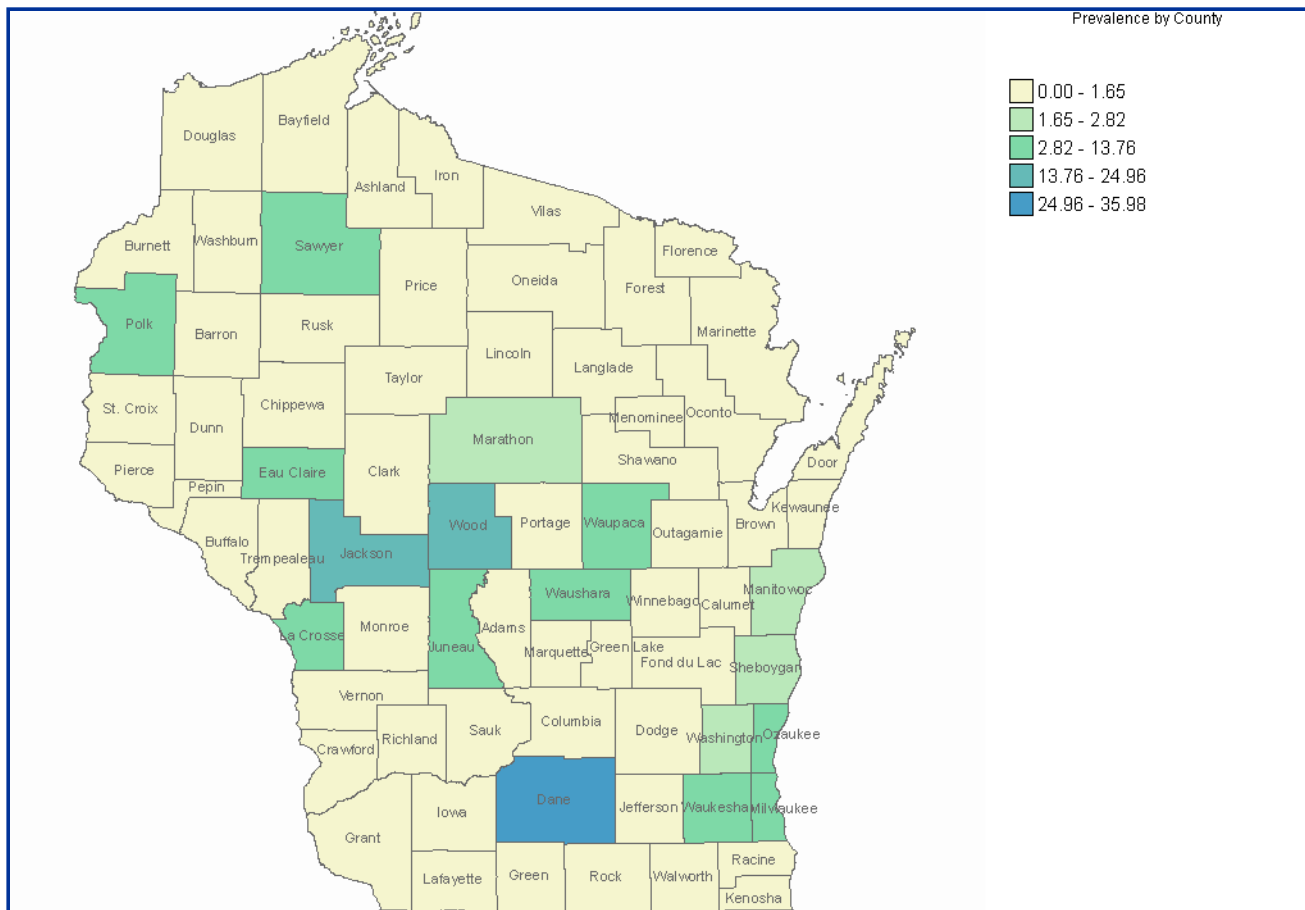 Prevalence by County
0.00 - 1.65
1.65 - 2.82
2.82 - 13.76
13.76 - 24.96
24.96 - 35.98
Bayfield
Douglas
Iron
Ashland
Vilas
Burnett
Washburn
Sawyer
Florence
Oneida
Price
Forest
Polk
Barron
Rusk
Marinette
Lincoln
Langlade
Taylor
Chippewa
St. Croix
Dunn
Menominee
Oconto
Marathon
Shawano
Door
Pierce
Eau Claire
Clark
Pepin
Kewaunee
Wood
Portage
Waupaca
Brown
Outagamie
Buffalo
Trempealeau
Jackson
Waushara
Manitowoc
Winnebago
Calumet
Monroe
Adams
La Crosse
Juneau
Marquette
Green Lake
Fond du Lac
Sheboygan
Vernon
Columbia
Sauk
Dodge
Richland
Washington
Ozaukee
Crawford
Dane
Jefferson
Waukesha
Milwaukee
Iowa
Grant
Racine
Lafayette
Green
Rock
Walworth
Kenosha